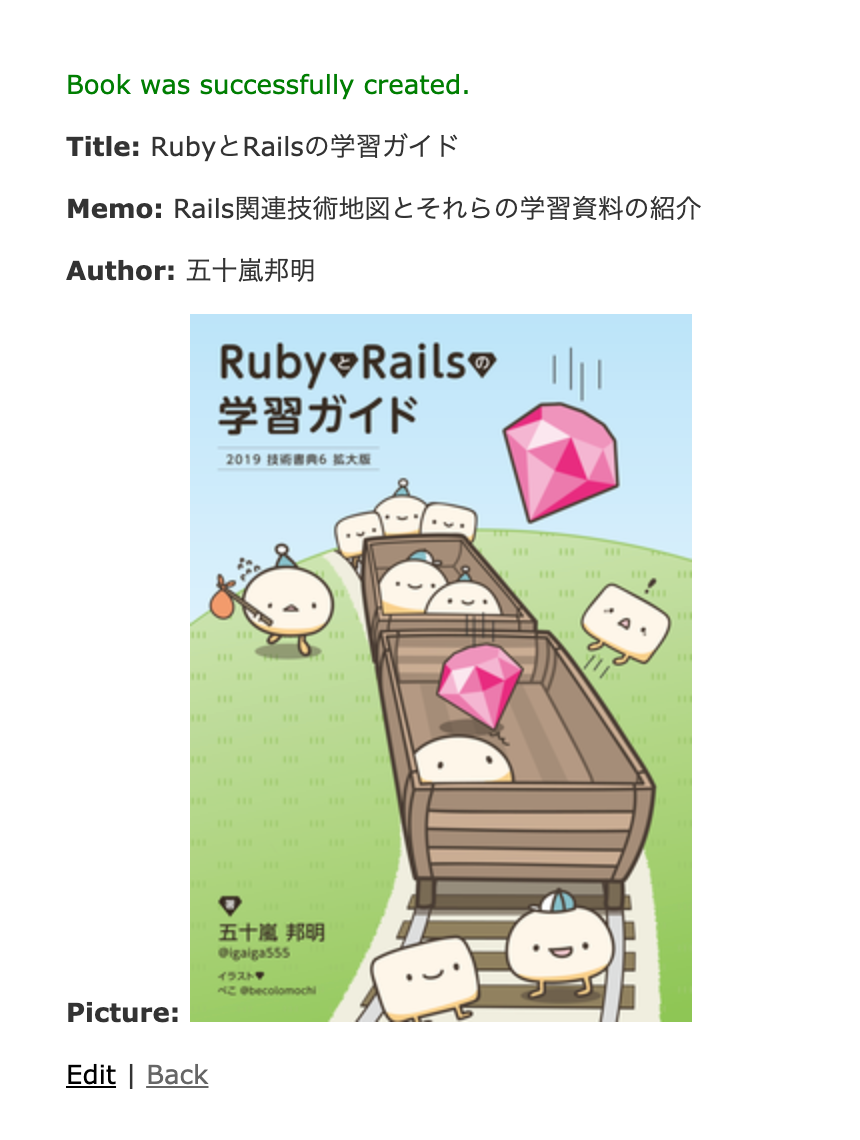 Book was successfully created.
Title: RubyとRailsの学習ガイド
Memo: Rails関連技術地図とそれらの学習資料の紹介
Author: 五十嵐邦明
RubyとRailsの
学習ガイド
2019 技術書典6 拡大版
!
著
五十嵐 邦明
@igaiga555
イラスト♥
べこ @becolomochi
Picture:
Edit | Back